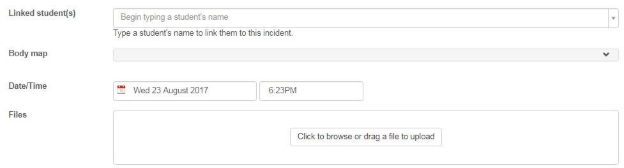 Linked student(s)
Begin typing a student's name
Type a student's name to link them to this incident.
Body map
Date/Time
Wed 23 August 2017
6:23PM
Files
Click to browse or drag a file to upload